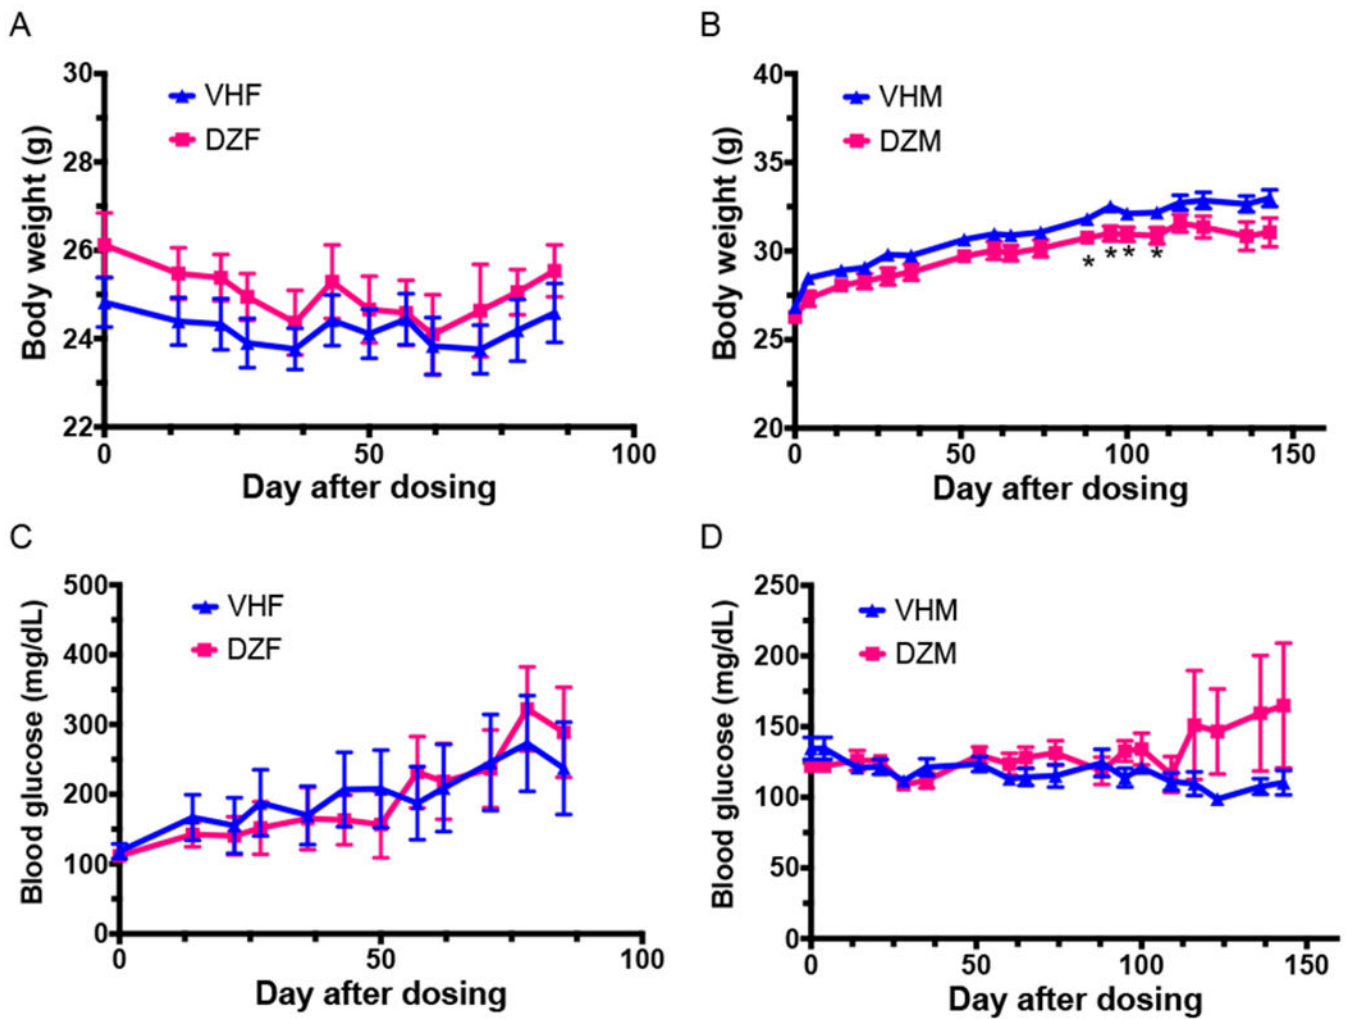 A
B
30
28
26
24
22
Body weight (g)
VHF
DZF
0
50
100
Day after dosing
40
35
30
25
20
Body weight (g)
VHM
DZM
* ** *
0
50
100
150
Day after dosing
C
D
500
400
300
200
100
0
Blood glucose (mg/dL)
VHF
DZF
0
50
100
Day after dosing
250
200
150
100
50
0
Blood glucose (mg/dL)
VHM
DZM
0
50
100
150
Day after dosing